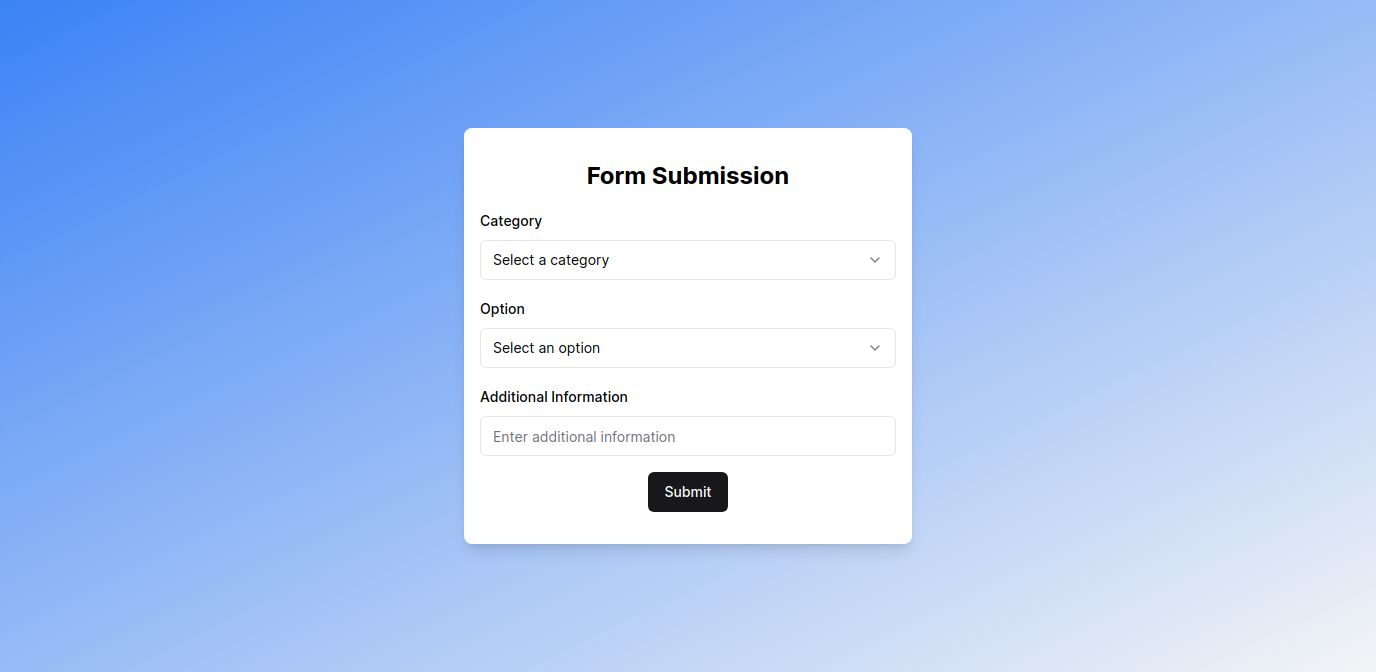 Form Submission
Category
Select a category
Option
Select an option
Additional Information
Enter additional information
Submit